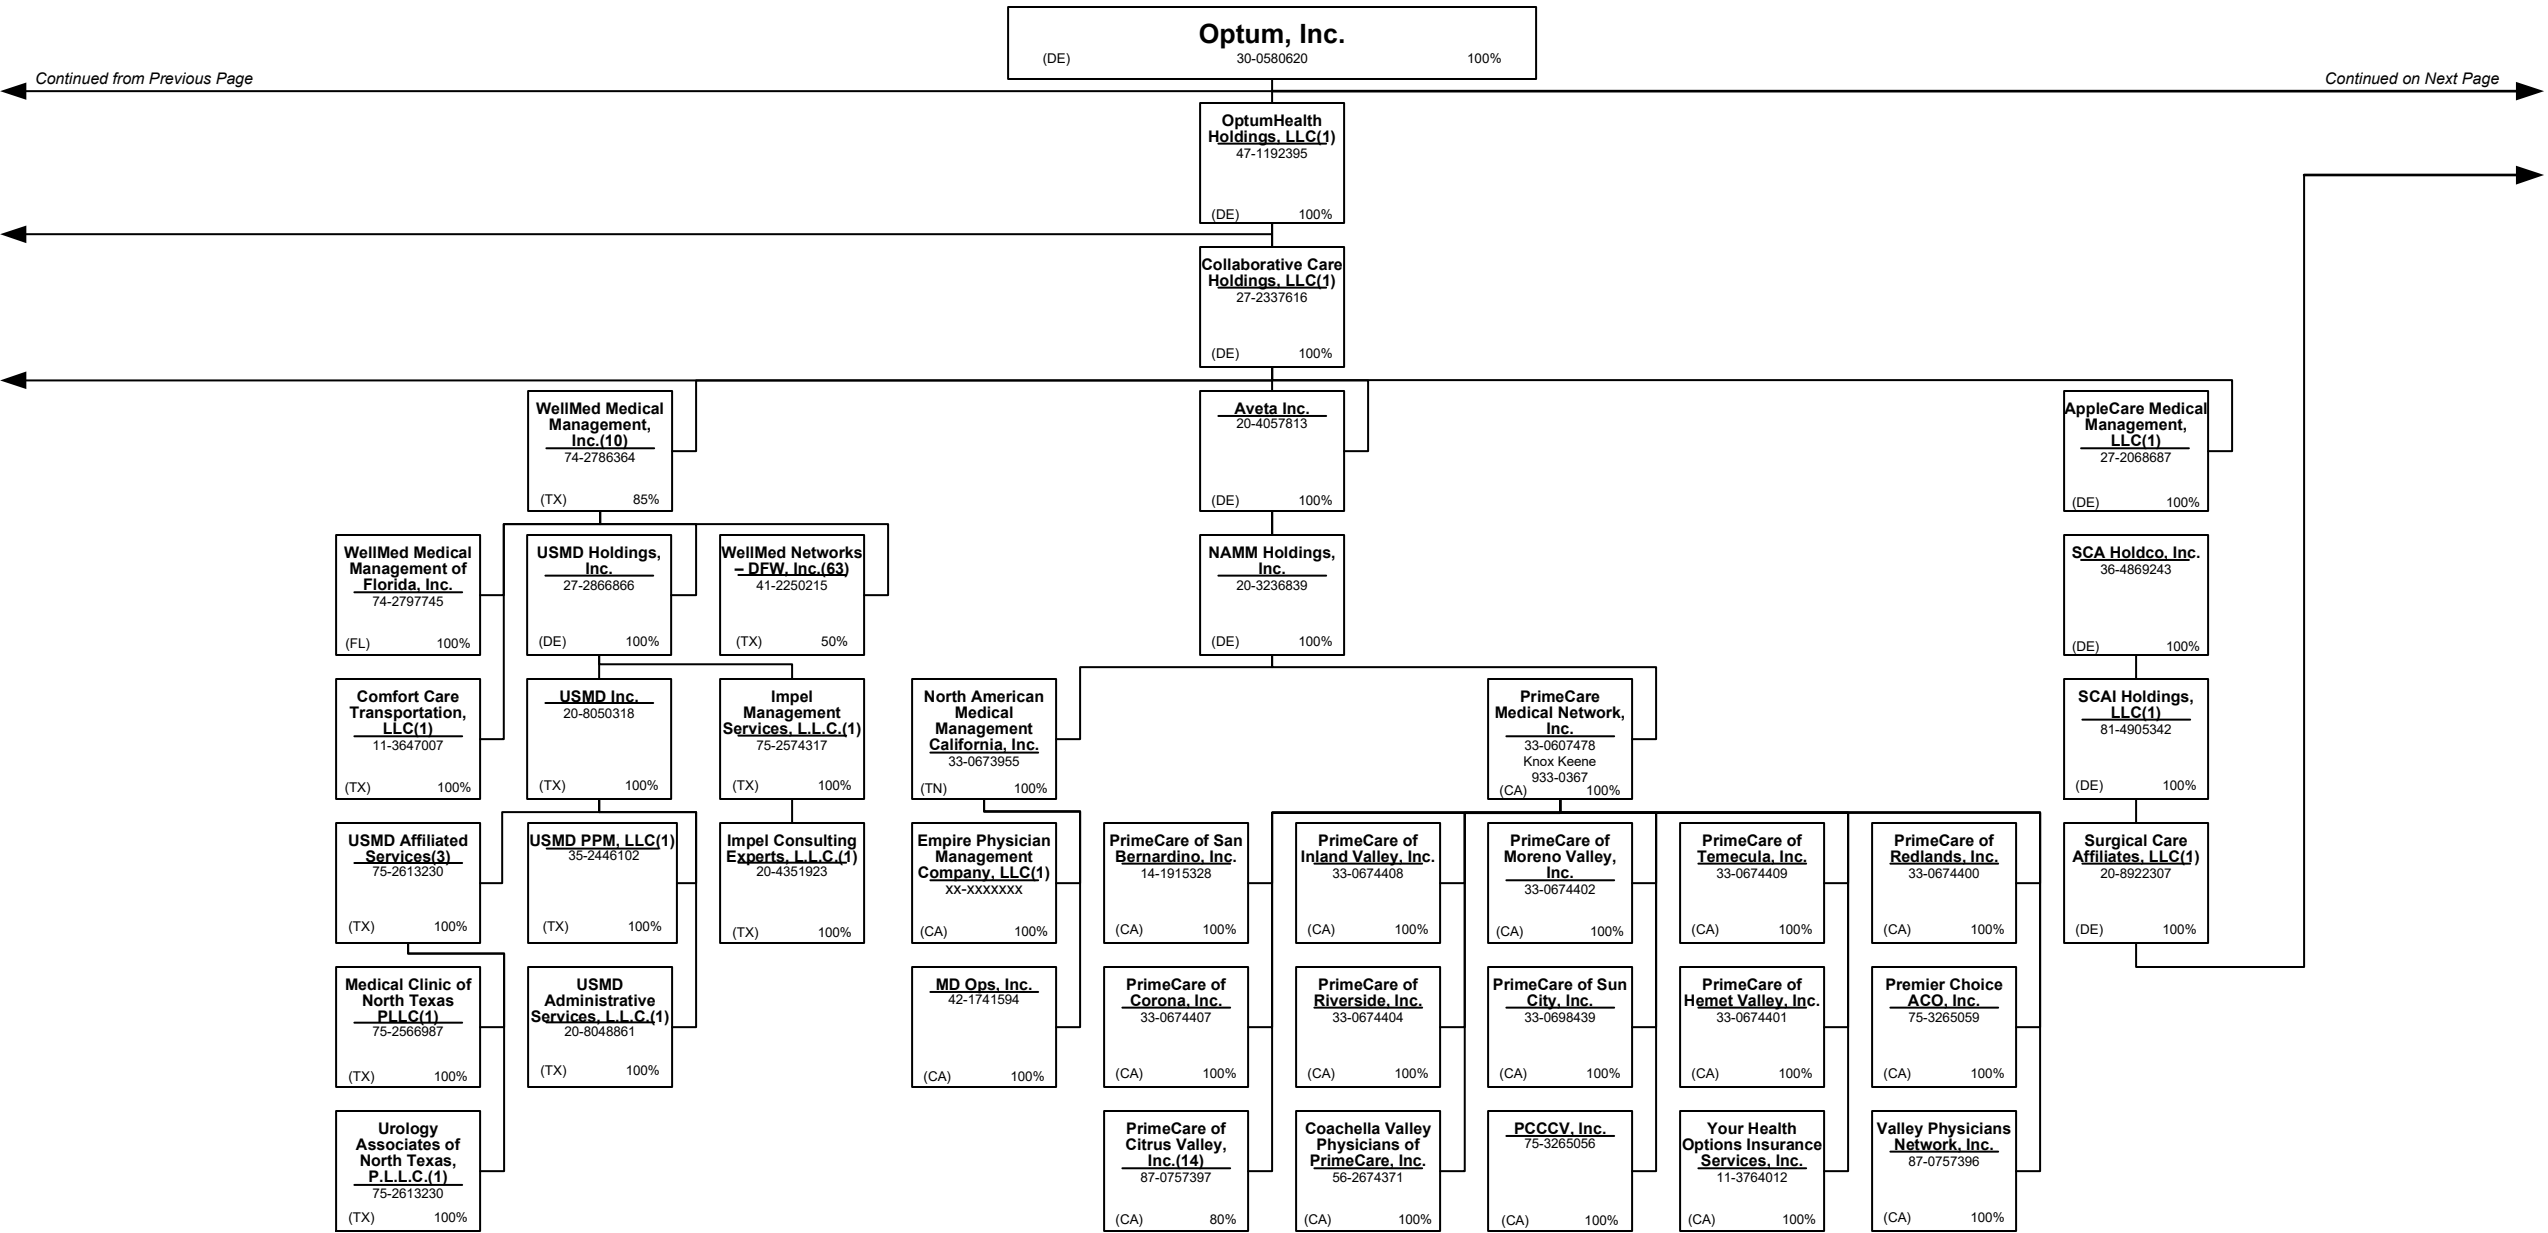 Optum, Inc.
(DE) 30-0580620 100%
Continued from Previous Page
Continued on Next Page
OptumHealth
Holdings, LLC(1)
47-1192395
(DE) 100%
Collaborative Care
Holdings, LLC(1)
27-2337616
(DE) 100%
WellMed Medical
Management,
Inc.(10)
74-2786364
(TX) 85%
Aveta Inc.
20-4057813
(DE) 100%
AppleCare Medical
Management,
LLC(1)
27-2068687
(DE) 100%
WellMed Medical
Management of
Florida, Inc.
74-2797745
(FL) 100%
USMD Holdings,
Inc.
27-2866866
(DE) 100%
WellMed Networks
– DFW, Inc.(63)
41-2250215
(TX) 50%
NAMM Holdings,
Inc.
20-3236839
(DE) 100%
SCA Holdco, Inc.
36-4869243
(DE) 100%
Comfort Care
Transportation,
LLC(1)
11-3647007
(TX) 100%
USMD Inc.
20-8050318
(TX) 100%
Impel
Management
Services, L.L.C.(1)
75-2574317
(TX) 100%
North American
Medical
Management
California, Inc.
33-0673955
(TN) 100%
PrimeCare
Medical Network,
Inc.
33-0607478
Knox Keene
933-0367
(CA) 100%
SCAI Holdings,
LLC(1)
81-4905342
(DE) 100%
USMD Affiliated
Services(3)
75-2613230
(TX) 100%
USMD PPM, LLC(1)
35-2446102
(TX) 100%
Impel Consulting
Experts, L.L.C.(1)
20-4351923
(TX) 100%
Empire Physician
Management
Company, LLC(1)
xx-xxxxxxx
(CA) 100%
PrimeCare of San
Bernardino, Inc.
14-1915328
(CA) 100%
PrimeCare of
Inland Valley, Inc.
33-0674408
(CA) 100%
PrimeCare of
Moreno Valley,
Inc.
33-0674402
(CA) 100%
PrimeCare of
Temecula, Inc.
33-0674409
(CA) 100%
PrimeCare of
Redlands, Inc.
33-0674400
(CA) 100%
Surgical Care
Affiliates, LLC(1)
20-8922307
(DE) 100%
Medical Clinic of
North Texas
PLLC(1)
75-2566987
(TX) 100%
USMD
Administrative
Services, L.L.C.(1)
20-8048861
(TX) 100%
MD Ops, Inc.
42-1741594
(CA) 100%
PrimeCare of
Corona, Inc.
33-0674407
(CA) 100%
PrimeCare of
Riverside, Inc.
33-0674404
(CA) 100%
PrimeCare of Sun
City, Inc.
33-0698439
(CA) 100%
PrimeCare of
Hemet Valley, Inc.
33-0674401
(CA) 100%
Premier Choice
ACO, Inc.
75-3265059
(CA) 100%
Urology
Associates of
North Texas,
P.L.L.C.(1)
75-2613230
(TX) 100%
PrimeCare of
Citrus Valley,
Inc.(14)
87-0757397
(CA) 80%
Coachella Valley
Physicians of
PrimeCare, Inc.
56-2674371
(CA) 100%
PCCCV, Inc.
75-3265056
(CA) 100%
Your Health
Options Insurance
Services, Inc.
11-3764012
(CA) 100%
Valley Physicians
Network, Inc.
87-0757396
(CA) 100%